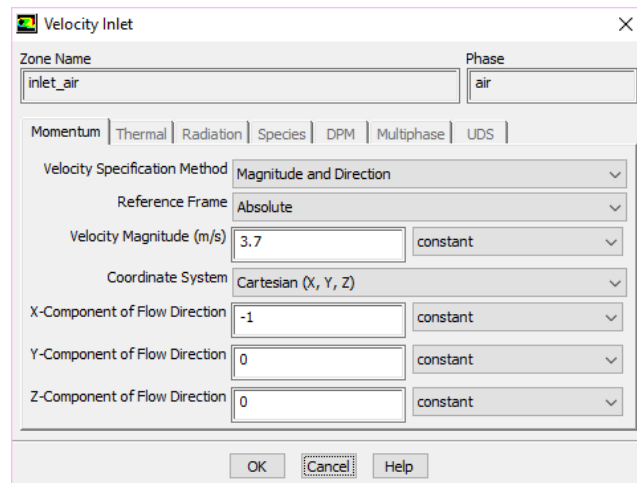 Velocity Inlet
Zone Name Phase
inlet_air air
Momentum Thermal Radiation Species DPM Multiphase UDS
Velocity Specification Method Magnitude and Direction
Reference Frame Absolute
Velocity Magnitude (m/s) 3.7 constant
Coordinate System Cartesian (X, Y, Z)
X-Component of Flow Direction -1 constant
Y-Component of Flow Direction 0 constant
Z-Component of Flow Direction 0 constant
OK Cancel Help